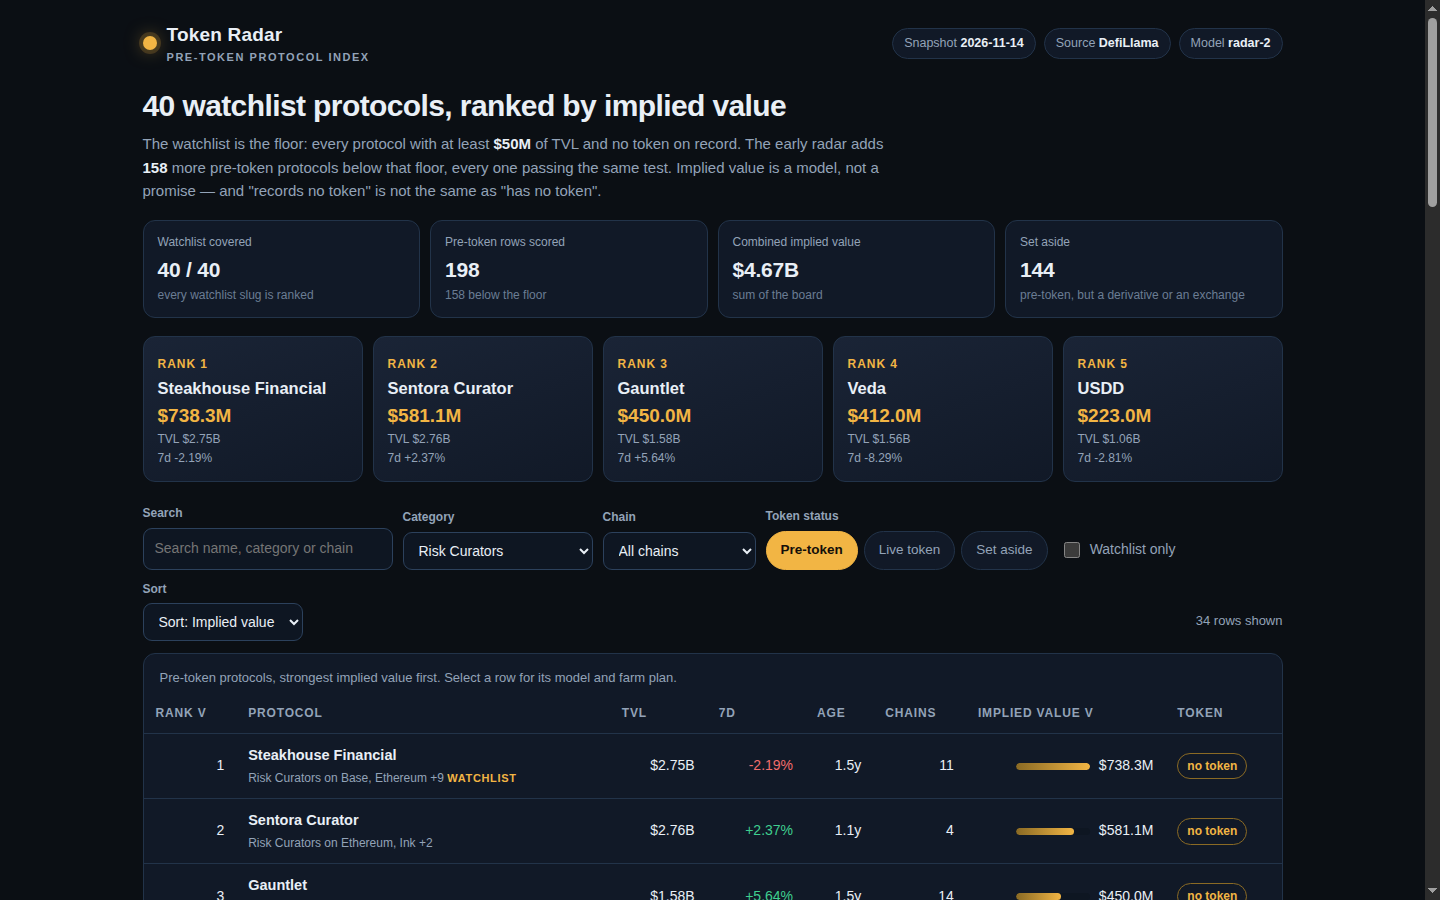 Token Radar
PRE-TOKEN PROTOCOL INDEX
Snapshot 2026-11-14
Source DefiLlama
Model radar-2
40 watchlist protocols, ranked by implied value
The watchlist is the floor: every protocol with at least $50M of TVL and no token on record. The early radar adds
158 more pre-token protocols below that floor, every one passing the same test. Implied value is a model, not a
promise — and "records no token" is not the same as "has no token".
Watchlist covered
40 / 40
every watchlist slug is ranked
Pre-token rows scored
198
158 below the floor
Combined implied value
$4.67B
sum of the board
Set aside
144
pre-token, but a derivative or an exchange
RANK 1
Steakhouse Financial
$738.3M
TVL $2.75B
7d -2.19%
RANK 2
Sentora Curator
$581.1M
TVL $2.76B
7d +2.37%
RANK 3
Gauntlet
$450.0M
TVL $1.58B
7d +5.64%
RANK 4
Veda
$412.0M
TVL $1.56B
7d -8.29%
RANK 5
USDD
$223.0M
TVL $1.06B
7d -2.81%
Search
Search name, category or chain
Category
Risk Curators
Chain
All chains
Token status
Pre-token
Live token
Set aside
Watchlist only
Sort
Sort: Implied value
34 rows shown
Pre-token protocols, strongest implied value first. Select a row for its model and farm plan.
RANK V PROTOCOL TVL 7D AGE CHAINS IMPLIED VALUE V TOKEN
1 Steakhouse Financial $2.75B -2.19% 1.5y 11 $738.3M no token
Risk Curators on Base, Ethereum +9 WATCHLIST
2 Sentora Curator $2.76B +2.37% 1.1y 4 $581.1M no token
Risk Curators on Ethereum, Ink +2
3 Gauntlet $1.58B +5.64% 1.5y 14 $450.0M no token